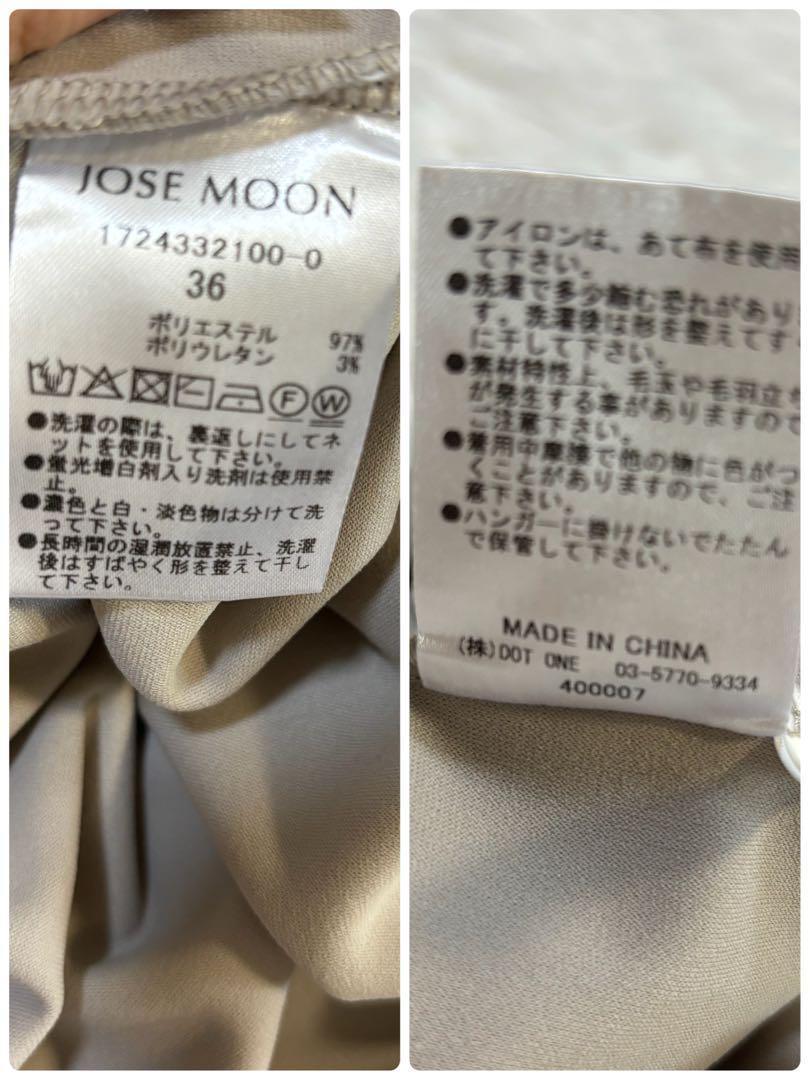 JOSE MOON
1724332100-0
36
ポリエステル 97%
ポリウレタン 3%
F W
●洗濯の際は、裏返しにしてネ
ットを使用して下さい。
●蛍光増白剤入り洗剤は使用禁
止。
●濃色と白・淡色物は分けて洗
って下さい。
●長時間の湿潤放置禁止、洗濯
後はすばやく形を整えて干し
て下さい。
●アイロンは、あて布を使用
て下さい。
●洗濯で多少縮む恐れがあり
す。洗濯後は形を整えてすぐ
に干して下さい。
●素材特性上、毛玉や毛羽立ち
が発生する事がありますので
ご注意下さい。
●着用中摩擦で他の物に色がつ
くことがありますので、ご注
意下さい。
●ハンガーに掛けないでたたん
で保管して下さい。
MADE IN CHINA
(株)DOT ONE 03-5770-9334
400007